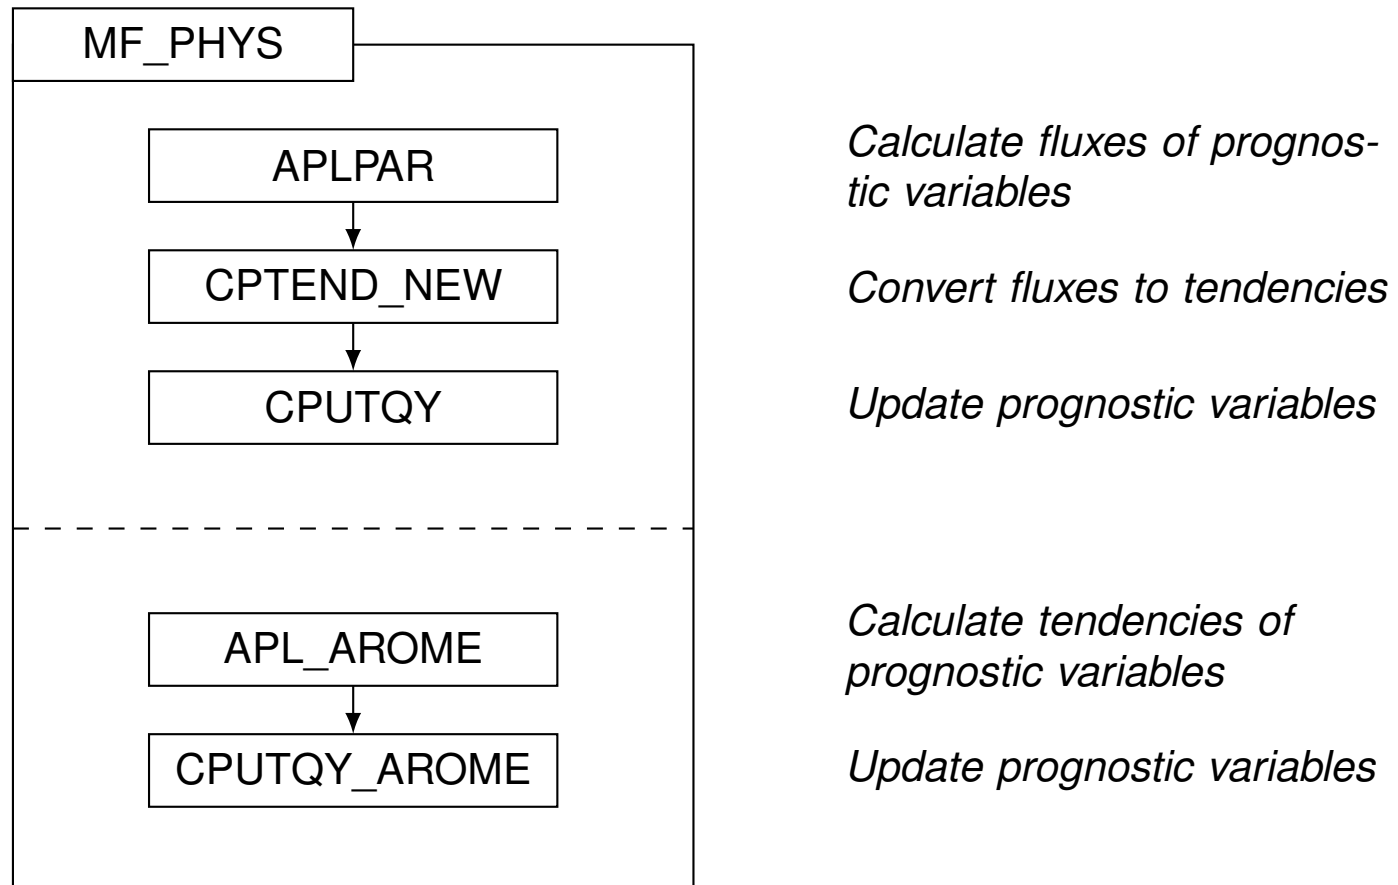 MF_PHYS
APLPAR
Calculate fluxes of prognos-
tic variables
CPTEND_NEW
Convert fluxes to tendencies
CPUTQY
Update prognostic variables
APL_AROME
Calculate tendencies of
prognostic variables
CPUTQY_AROME
Update prognostic variables